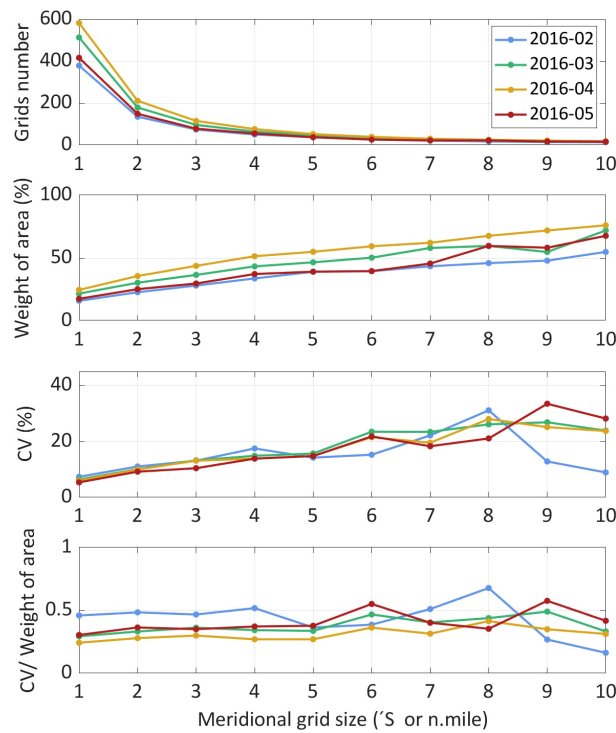 Grids number
600
400
200
0
2016-02
2016-03
2016-04
2016-05
1 2 3 4 5 6 7 8 9 10
Weight of area (%)
100
50
0
1 2 3 4 5 6 7 8 9 10
CV (%)
40
20
0
1 2 3 4 5 6 7 8 9 10
CV/ Weight of area
1
0.5
0
1 2 3 4 5 6 7 8 9 10
Meridional grid size (´S or n.mile)